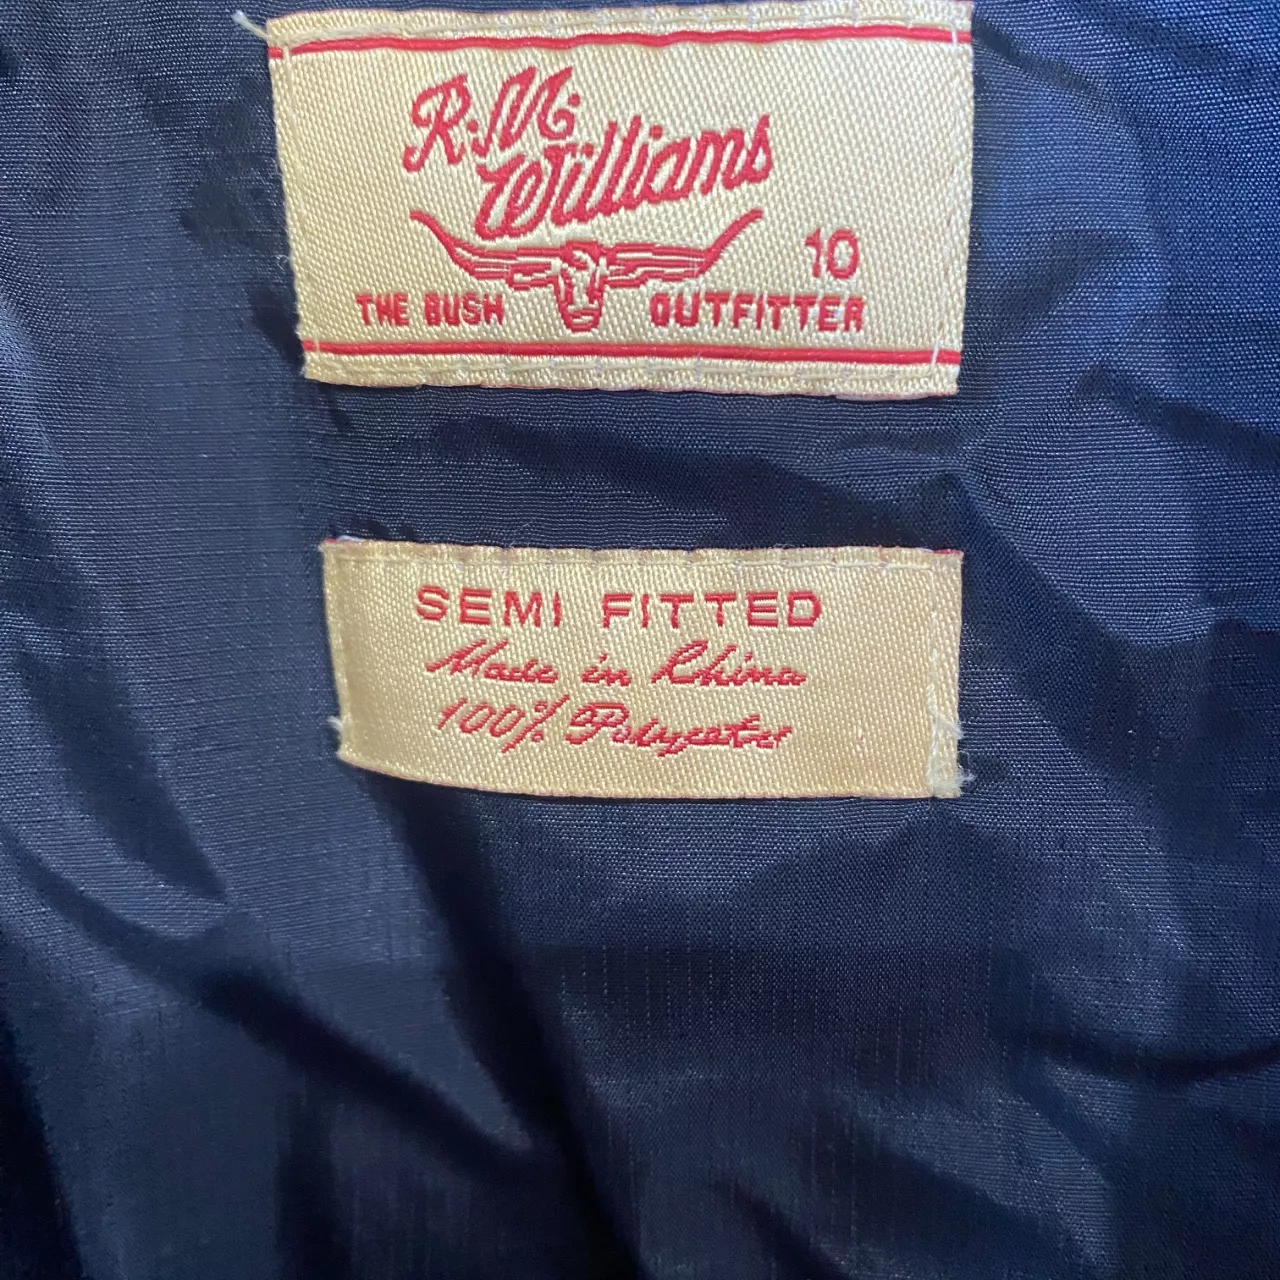 R.M.
Williams
10
THE BUSH OUTFITTER
SEMI FITTED
Made in China
100% Polyester